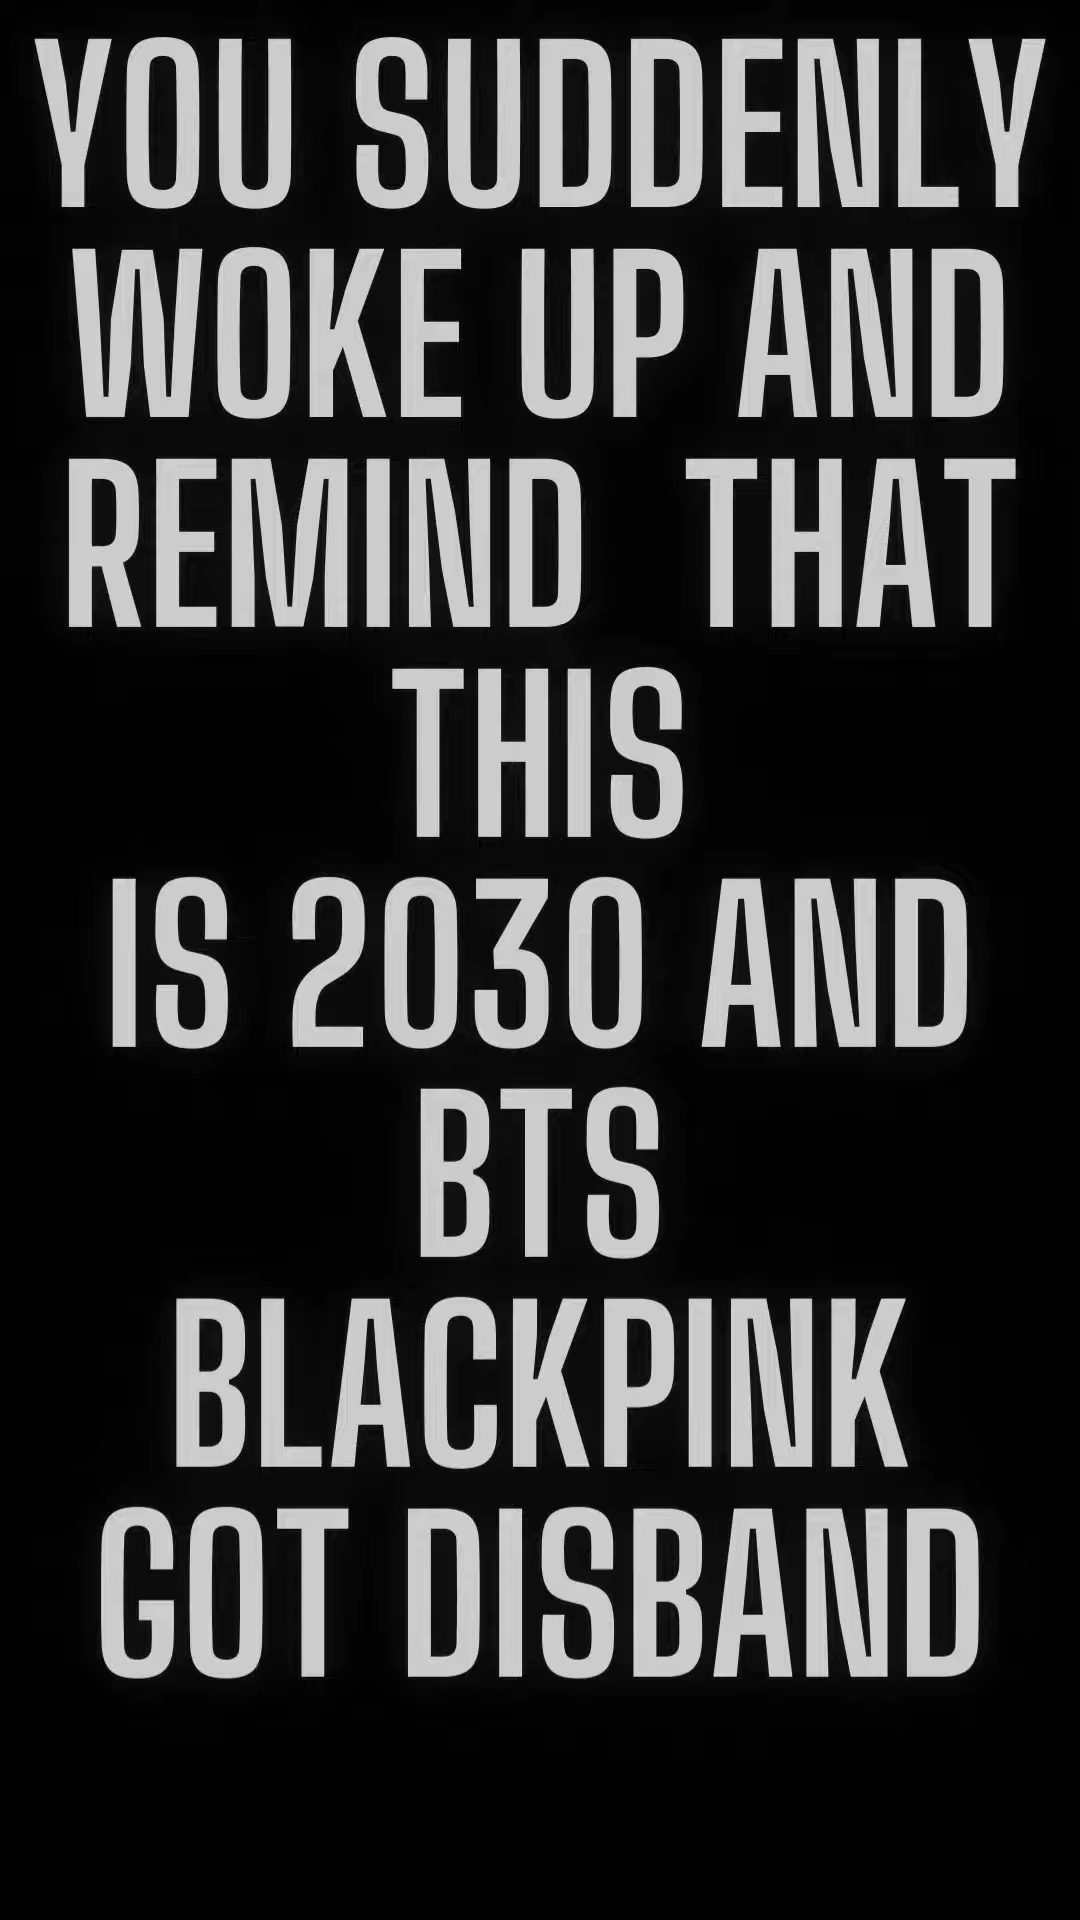 YOU SUDDENLY
WOKE UP AND
REMIND THAT
THIS
IS 2030 AND
BTS
BLACKPINK
GOT DISBAND